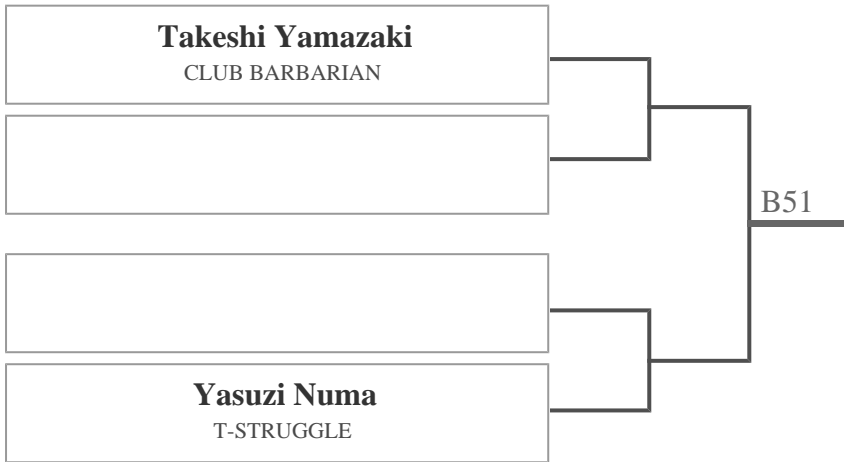 Takeshi Yamazaki
CLUB BARBARIAN
B51
Yasuzi Numa
T-STRUGGLE